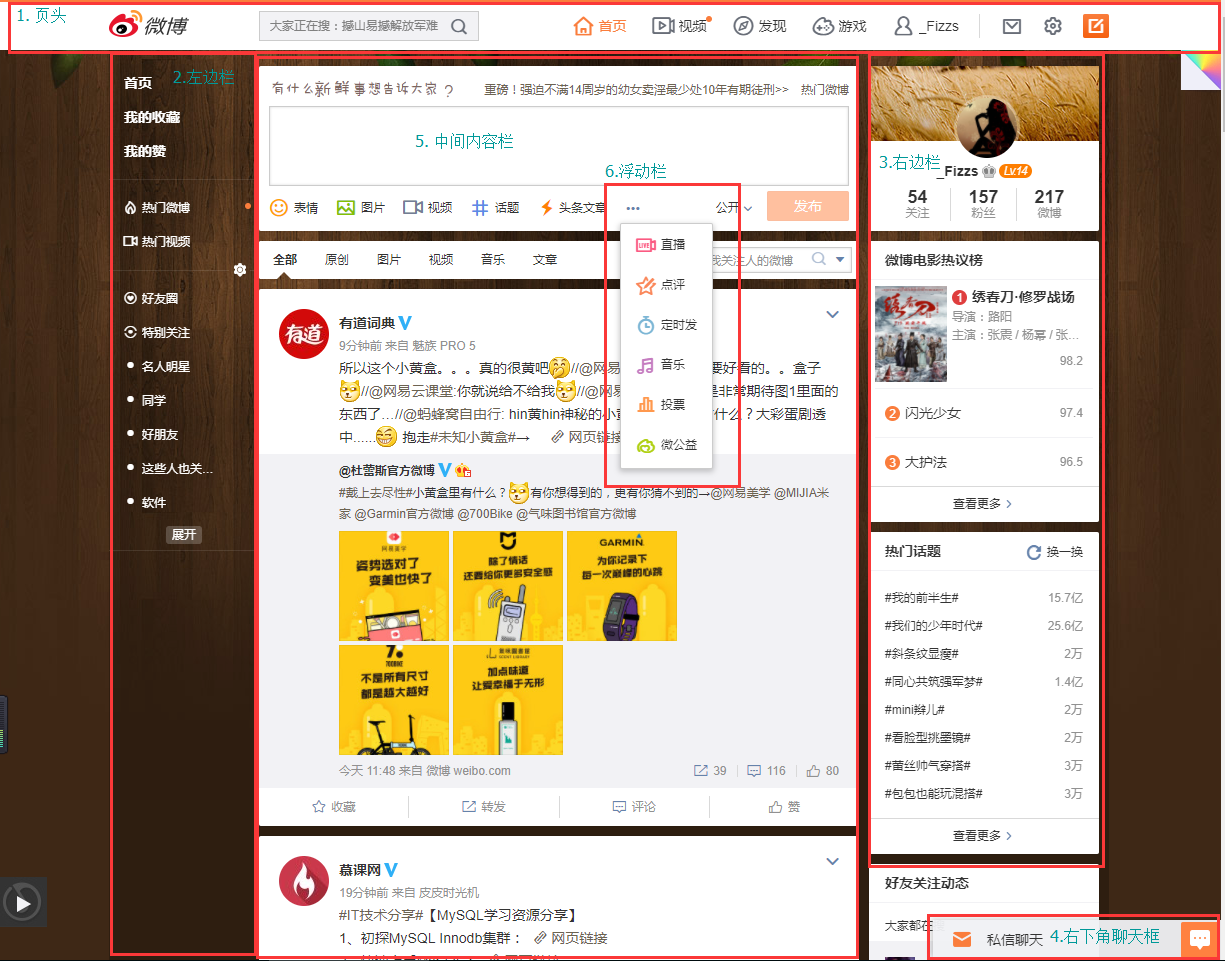 1. 页头
微博
大家正在搜：撼山易撼解放军难
首页
视频
发现
游戏
_Fizzs
2.左边栏
首页
我的收藏
我的赞
热门微博
热门视频
好友圈
特别关注
名人明星
同学
好朋友
这些人也关...
软件
展开
有什么新鲜事想告诉大家？
重磅！强迫不满14周岁的幼女卖淫最少处10年有期徒刑>>
热门微博
5. 中间内容栏
6.浮动栏
表情
图片
视频
话题
头条文章
公开
发布
直播
点评
定时发
音乐
投票
微公益
全部
原创
图片
视频
音乐
文章
我关注人的微博
有道
有道词典
9分钟前 来自 魅族 PRO 5
所以这个小黄盒。。。真的很黄吧//@网易 要好看的。。盒子
//@网易云课堂:你就说给不给我//@网易 是非常期待图1里面的
东西了...//@蚂蜂窝自由行: hin黄hin神秘的小黄 有什么？大彩蛋剧透
中...... 抱走#未知小黄盒#→ 网页链接
@杜蕾斯官方微博
#戴上去尽性#小黄盒里有什么？有你想得到的，更有你猜不到的→@网易美学 @MIJIA米
家 @Garmin官方微博 @700Bike @气味图书馆官方微博
网易美学
姿势选对了
变美也快了
除了情话
还要给你更多安全感
GARMIN.
为你记录下
每一次巅峰的心跳
7.
700BIKE
不是所有尺寸
都是越大越好
气味图书馆
SCENT LIBRARY
加点味道
让爱幸福于无形
今天 11:48 来自 微博 weibo.com
39
116
80
收藏
转发
评论
赞
慕课网
19分钟前 来自 皮皮时光机
#IT技术分享#【MySQL学习资源分享】
1、初探MySQL Innodb集群： 网页链接
3.右边栏
_Fizzs
Lv.14
54
关注
157
粉丝
217
微博
微博电影热议榜
绣春刀
1 绣春刀·修罗战场
导演：路阳
主演：张震 / 杨幂 / 张...
98.2
2 闪光少女 97.4
3 大护法 96.5
查看更多
热门话题
换一换
#我的前半生# 15.7亿
#我们的少年时代# 25.6亿
#斜条纹显瘦# 2万
#同心共筑强军梦# 1.4亿
#mini辫儿# 2万
#看脸型挑墨镜# 2万
#菌丝帅气穿搭# 3万
#包包也能玩混搭# 3万
查看更多
好友关注动态
大家都在
私信聊天
4.右下角聊天框